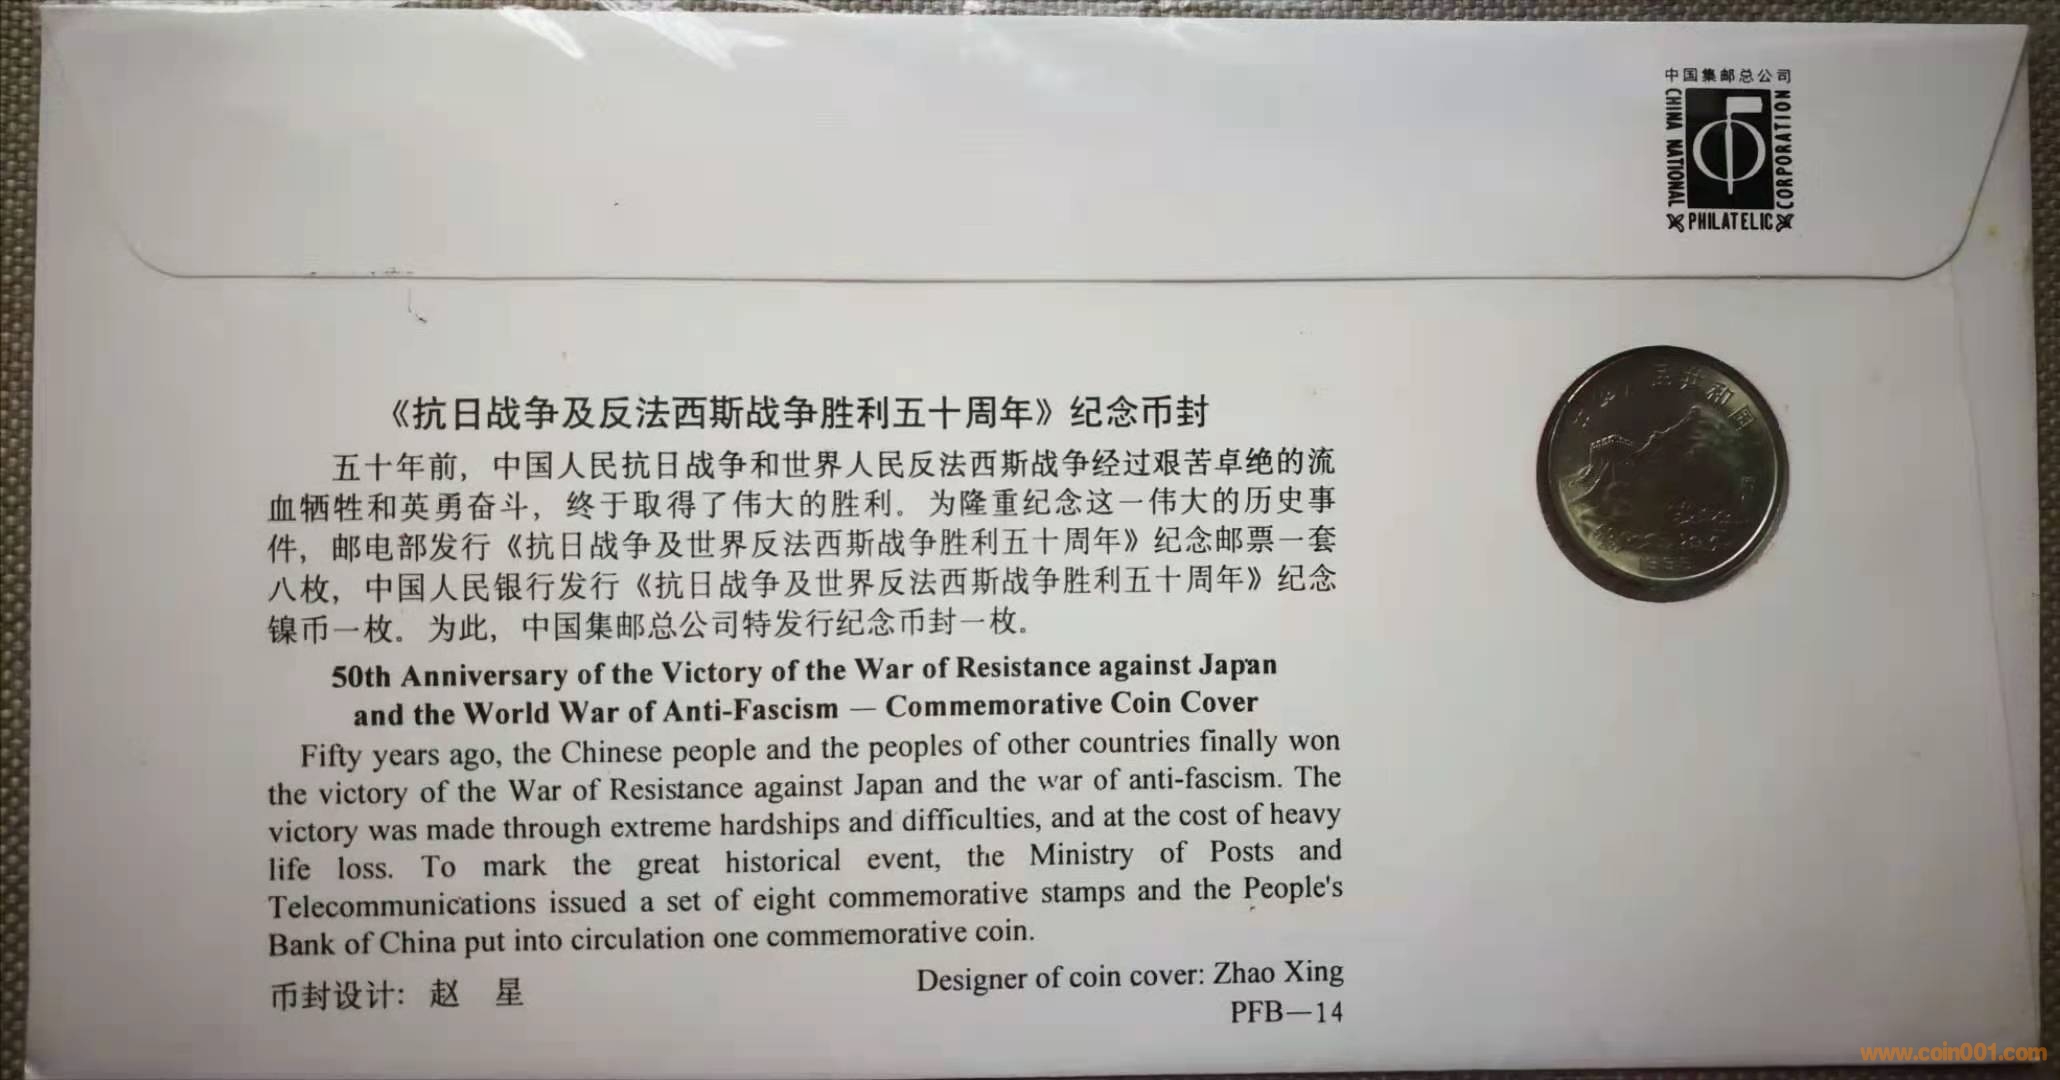 中国集邮总公司
CHINA NATIONAL
PHILATELIC
CORPORATION
《抗日战争及反法西斯战争胜利五十周年》纪念币封
五十年前，中国人民抗日战争和世界人民反法西斯战争经过艰苦卓绝的流
血牺牲和英勇奋斗，终于取得了伟大的胜利。为隆重纪念这一伟大的历史事
件，邮电部发行《抗日战争及世界反法西斯战争胜利五十周年》纪念邮票一套
八枚，中国人民银行发行《抗日战争及世界反法西斯战争胜利五十周年》纪念
镍币一枚。为此，中国集邮总公司特发行纪念币封一枚。
50th Anniversary of the Victory of the War of Resistance against Japan
and the World War of Anti-Fascism — Commemorative Coin Cover
Fifty years ago, the Chinese people and the peoples of other countries finally won
the victory of the War of Resistance against Japan and the war of anti-fascism. The
victory was made through extreme hardships and difficulties, and at the cost of heavy
life loss. To mark the great historical event, the Ministry of Posts and
Telecommunications issued a set of eight commemorative stamps and the People's
Bank of China put into circulation one commemorative coin.
币封设计：赵 星
Designer of coin cover: Zhao Xing
PFB—14
中华人民共和国
1995
www.coin001.com